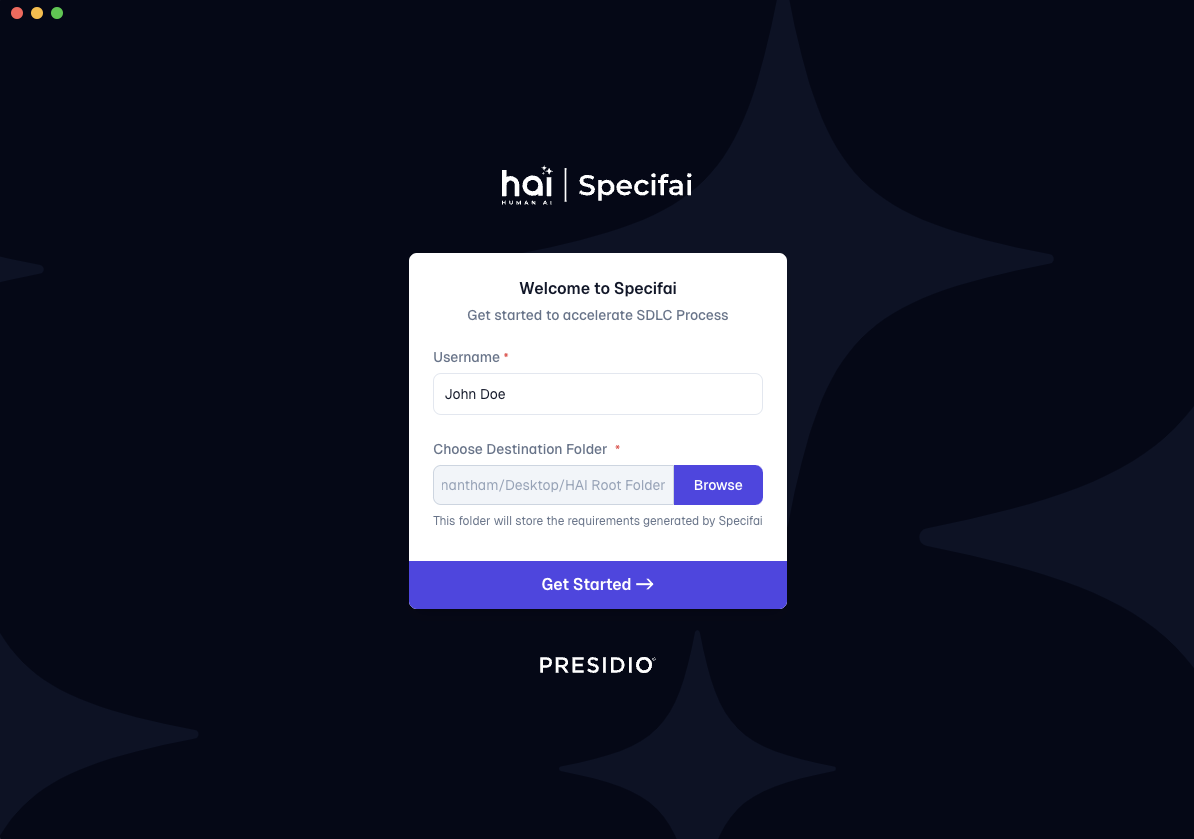 hai | Specifai
HUMAN AI
Welcome to Specifai
Get started to accelerate SDLC Process
Username *
John Doe
Choose Destination Folder *
nantham/Desktop/HAI Root Folder
Browse
This folder will store the requirements generated by Specifai
Get Started →
PRESIDIO